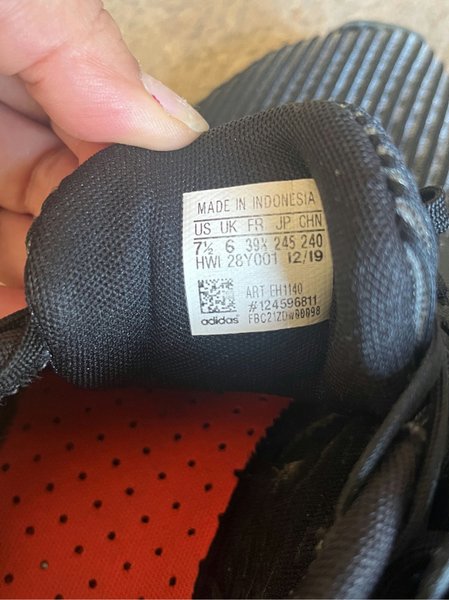 MADE IN INDONESIA
US UK FR JP CHN
7½ 6 39⅓ 245 240
HWI 28Y001 12/19
ART EH1140
#124596811
adidas